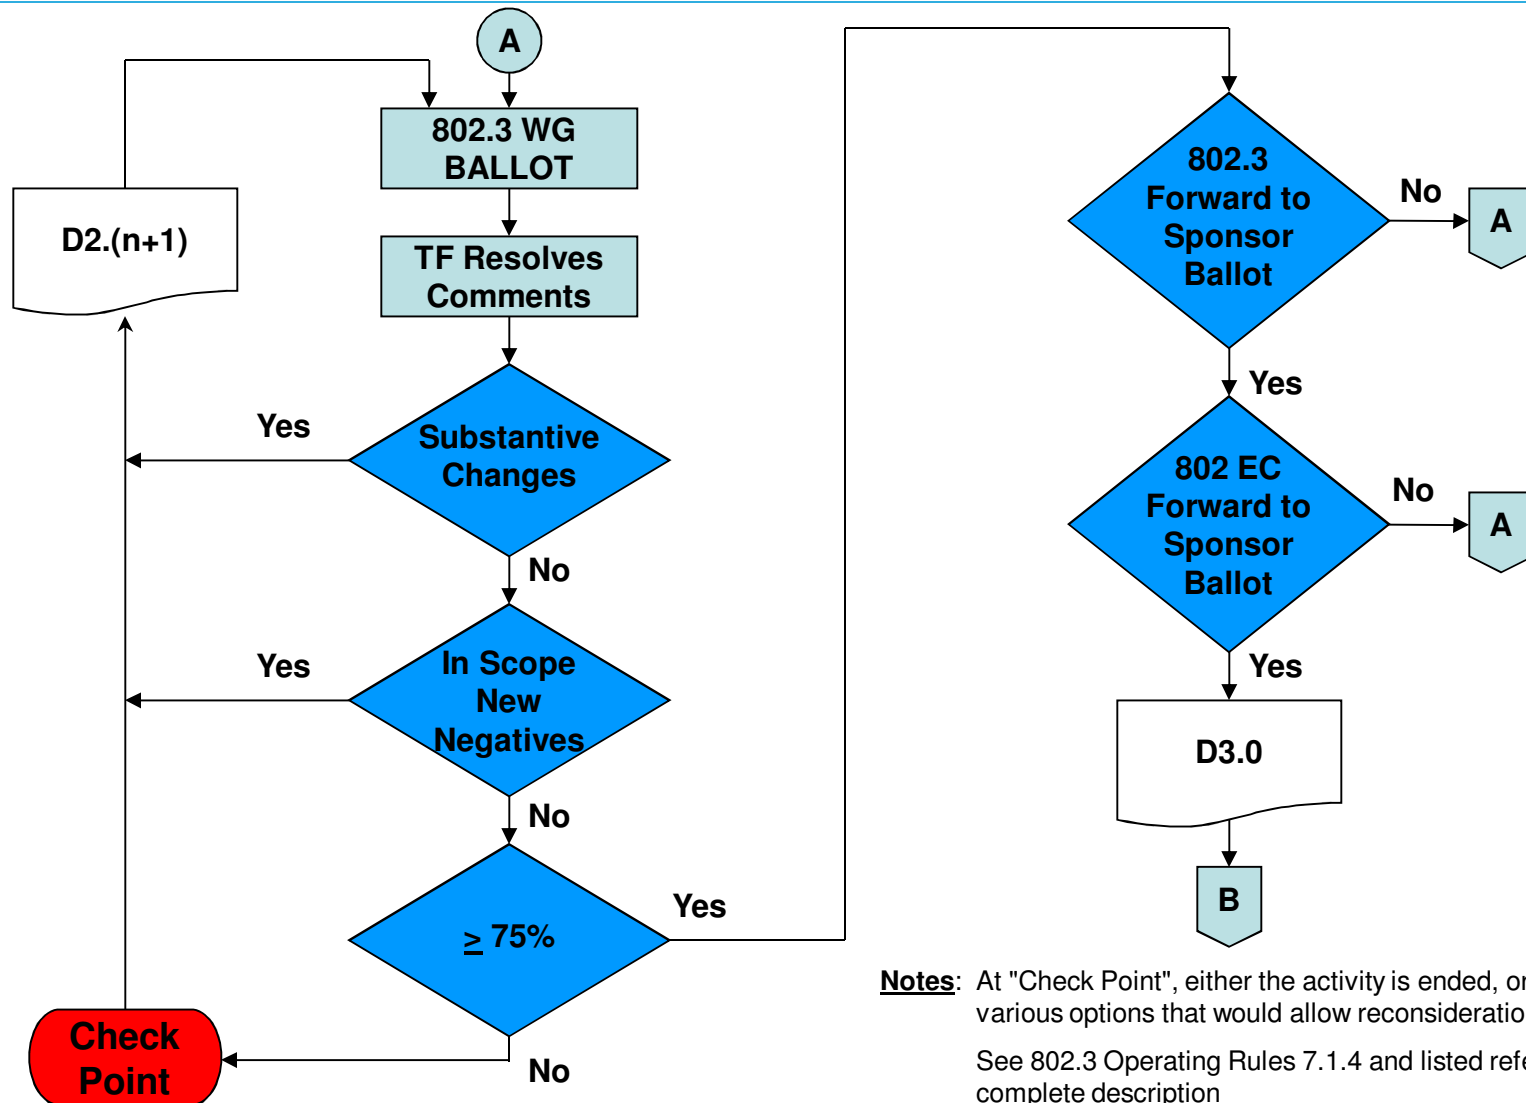 A
802.3 WG
BALLOT
D2.(n+1)
TF Resolves
Comments
Yes
Substantive
Changes
No
Yes
In Scope
New
Negatives
No
≥ 75%
Yes
No
Check
Point
802.3
Forward to
Sponsor
Ballot
No
A
Yes
802 EC
Forward to
Sponsor
Ballot
No
A
Yes
D3.0
B
Notes: At "Check Point", either the activity is ended, or
various options that would allow
See 802.3 Operating Rules 7.1.4 and listed
complete description